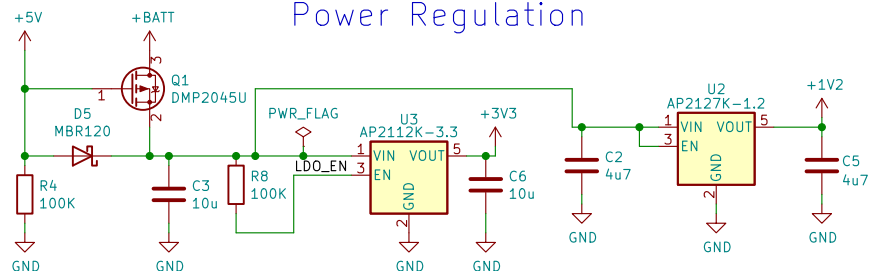 Power Regulation
+5V
+BATT
3
1
2
Q1
DMP2045U
D5
MBR120
R4
100K
GND
C3
10u
GND
R8
100K
PWR_FLAG
LDO_EN
U3
AP2112K-3.3
1
VIN
VOUT
5
3
EN
GND
2
GND
+3V3
C6
10u
GND
C2
4u7
GND
U2
AP2127K-1.2
1
VIN
VOUT
5
3
EN
GND
2
GND
+1V2
C5
4u7
GND